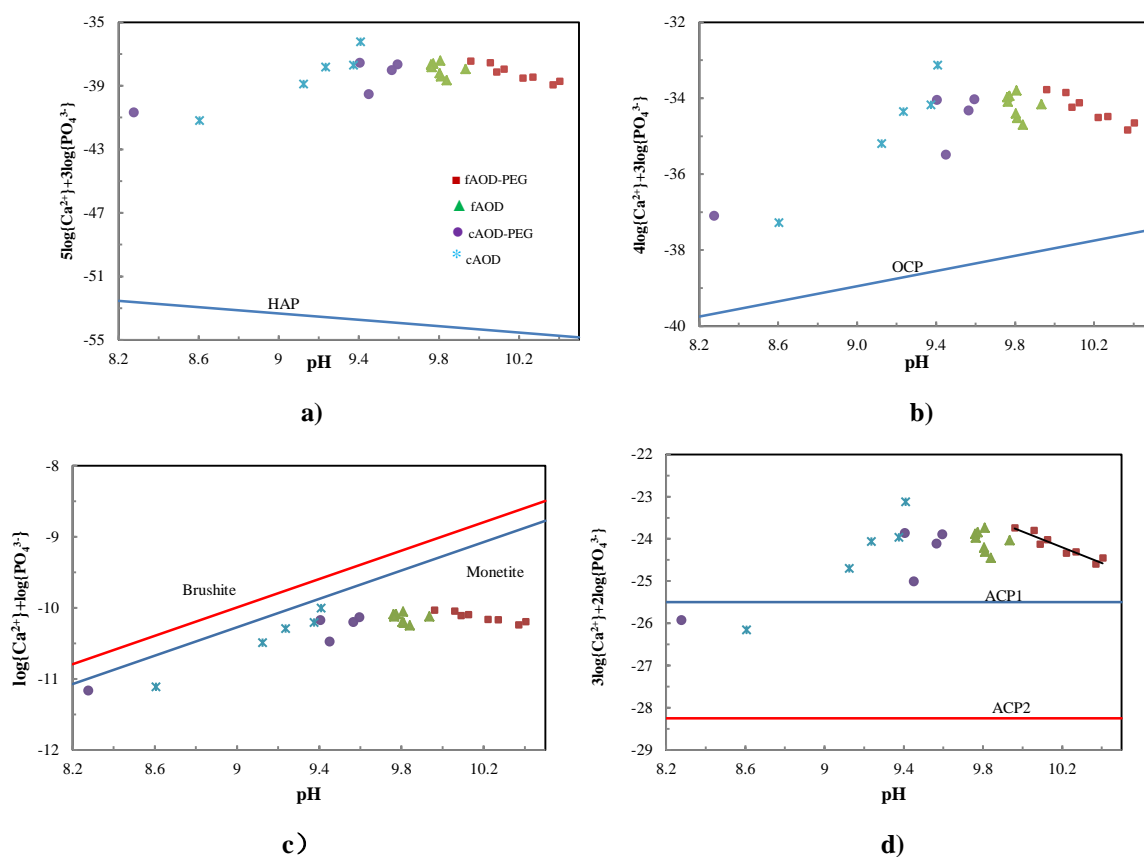 -35
-39
-43
-47
-51
-55
8.2 8.6 9 9.4 9.8 10.2
5log{Ca²⁺}+3log{PO₄³⁻}
fAOD-PEG
fAOD
cAOD-PEG
cAOD
HAP
pH
a)
-32
-34
-36
-38
-40
8.2 8.6 9.0 9.4 9.8 10.2
4log{Ca²⁺}+3log{PO₄³⁻}
OCP
pH
b)
-8
-9
-10
-11
-12
8.2 8.6 9 9.4 9.8 10.2
log{Ca²⁺}+log{PO₄³⁻}
Brushite
Monetite
pH
c）
-22
-23
-24
-25
-26
-27
-28
-29
8.2 8.6 9 9.4 9.8 10.2
3log{Ca²⁺}+2log{PO₄³⁻}
ACP1
ACP2
pH
d)